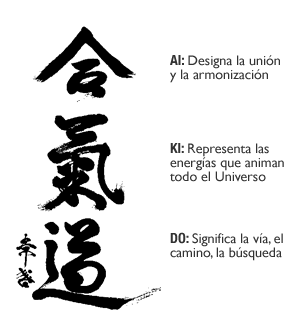 合
AI: Designa la unión
y la armonización
氣
KI: Representa las
energías que animan
todo el Universo
道
DO: Significa la vía, el
camino, la búsqueda